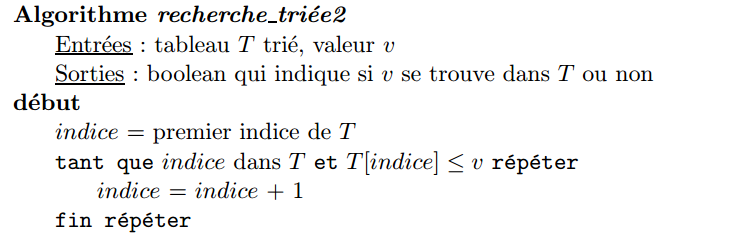 Algorithme recherche_triée2
Entrées : tableau T trié, valeur v
Sorties : boolean qui indique si v se trouve dans T ou non
début
indice = premier indice de T
tant que indice dans T et T[indice] ≤ v répéter
indice = indice + 1
fin répéter